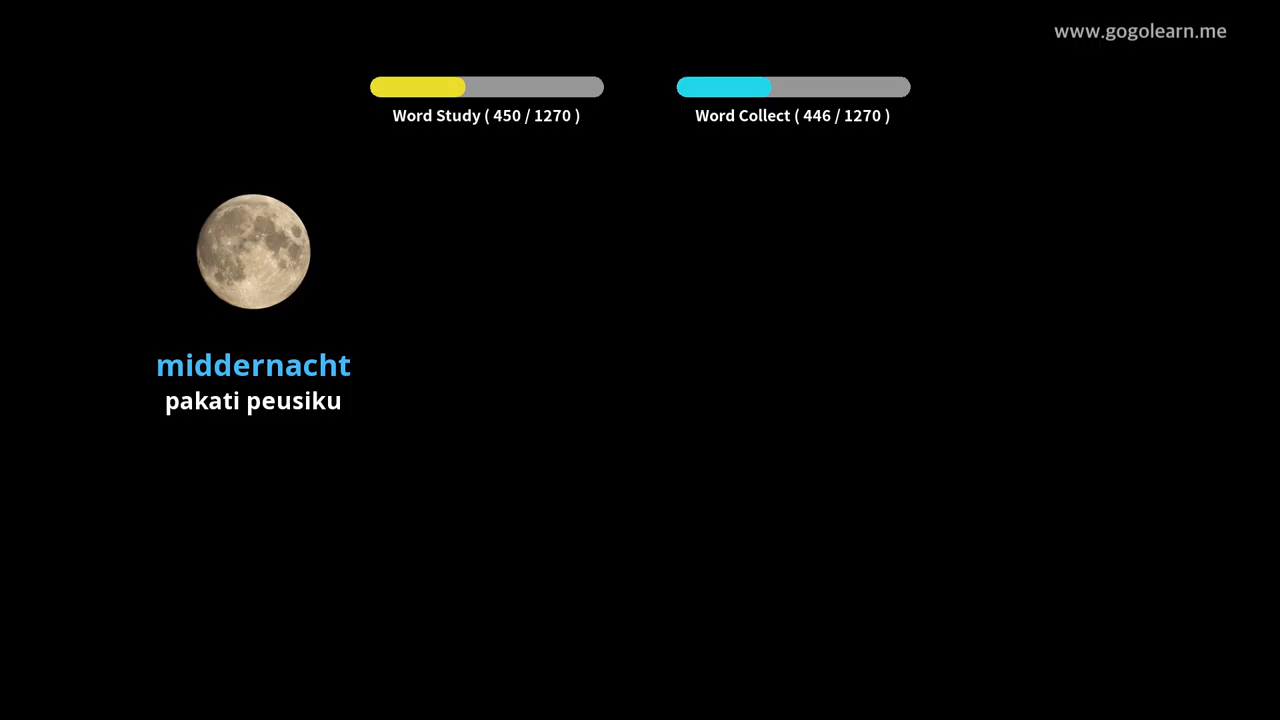 www.gogolearn.me
Word Study ( 450 / 1270 )
Word Collect ( 446 / 1270 )
middernacht
pakati peusiku